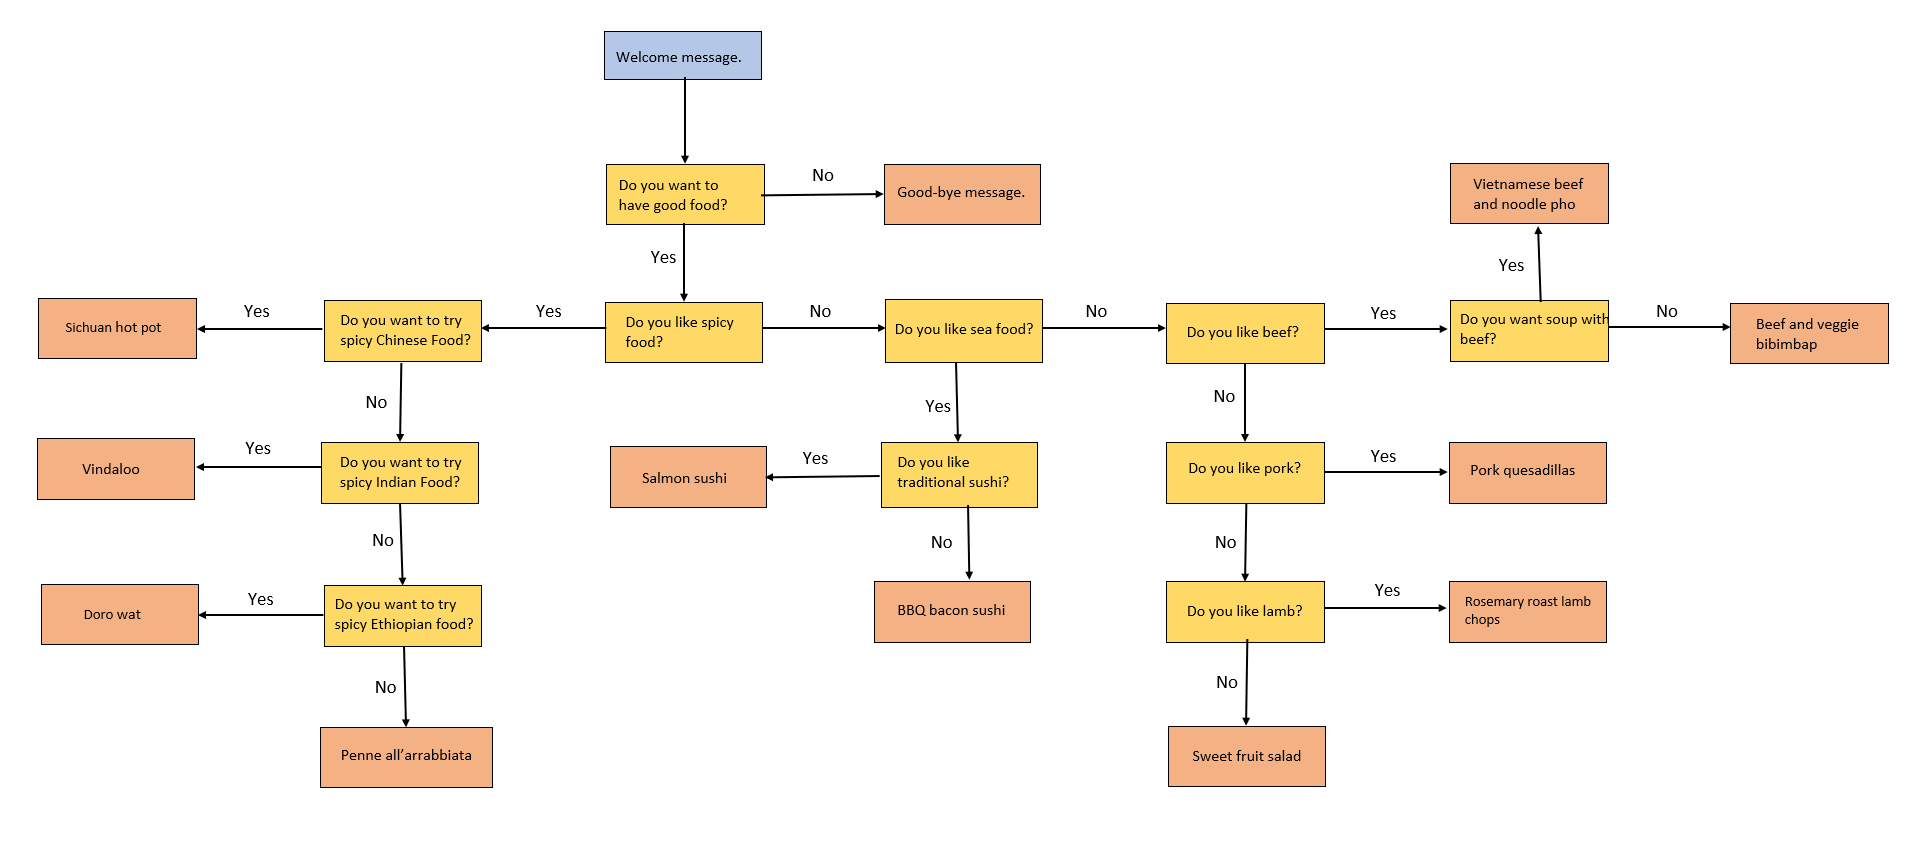 Welcome message.
Do you want to
have good food?
No
Good-bye message.
Vietnamese beef
and noodle pho
Yes
Yes
Sichuan hot pot
Yes
Do you want to try
spicy Chinese Food?
Yes
Do you like spicy
food?
No
Do you like sea food?
No
Do you like beef?
Yes
Do you want soup with
beef?
No
Beef and veggie
bibimbap
No
Yes
No
Vindaloo
Yes
Do you want to try
spicy Indian Food?
Salmon sushi
Yes
Do you like
traditional sushi?
Do you like pork?
Yes
Pork quesadillas
No
No
No
Doro wat
Yes
Do you want to try
spicy Ethiopian food?
BBQ bacon sushi
Do you like lamb?
Yes
Rosemary roast lamb
chops
No
No
Penne all’arrabbiata
Sweet fruit salad